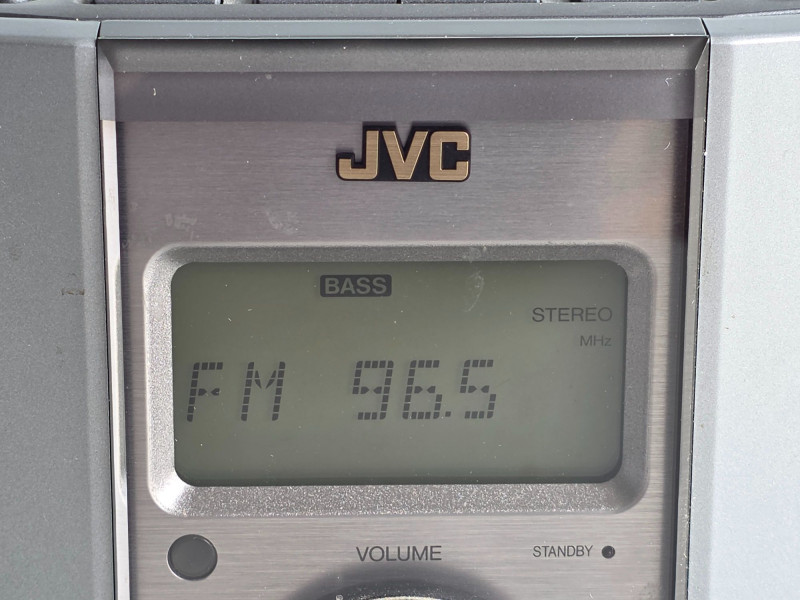 JVC
BASS
STEREO
MHz
FM 96.5
VOLUME
STANDBY